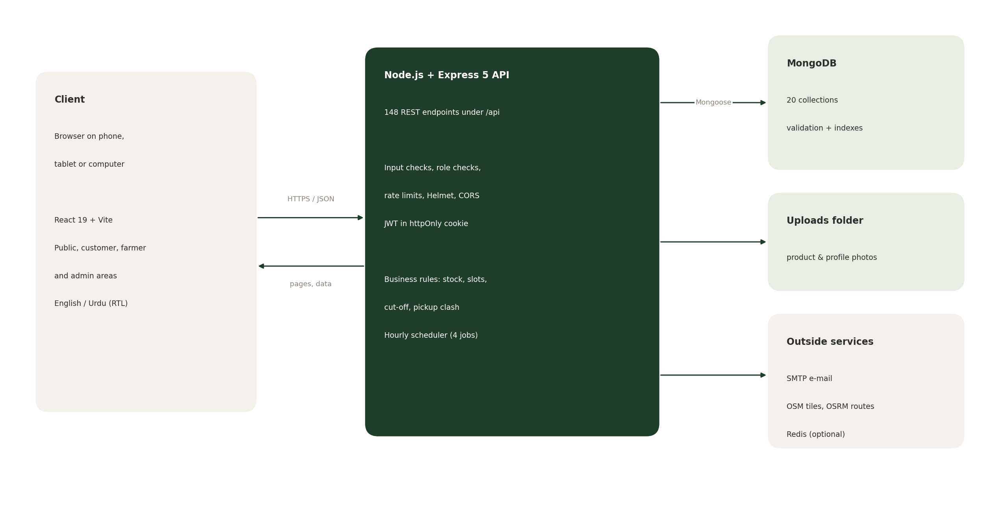 Client
Browser on phone,
tablet or computer
React 19 + Vite
Public, customer, farmer
and admin areas
English / Urdu (RTL)
HTTPS / JSON
pages, data
Node.js + Express 5 API
148 REST endpoints under /api
Input checks, role checks,
rate limits, Helmet, CORS
JWT in httpOnly cookie
Business rules: stock, slots,
cut-off, pickup clash
Hourly scheduler (4 jobs)
Mongoose
MongoDB
20 collections
validation + indexes
Uploads folder
product & profile photos
Outside services
SMTP e-mail
OSM tiles, OSRM routes
Redis (optional)